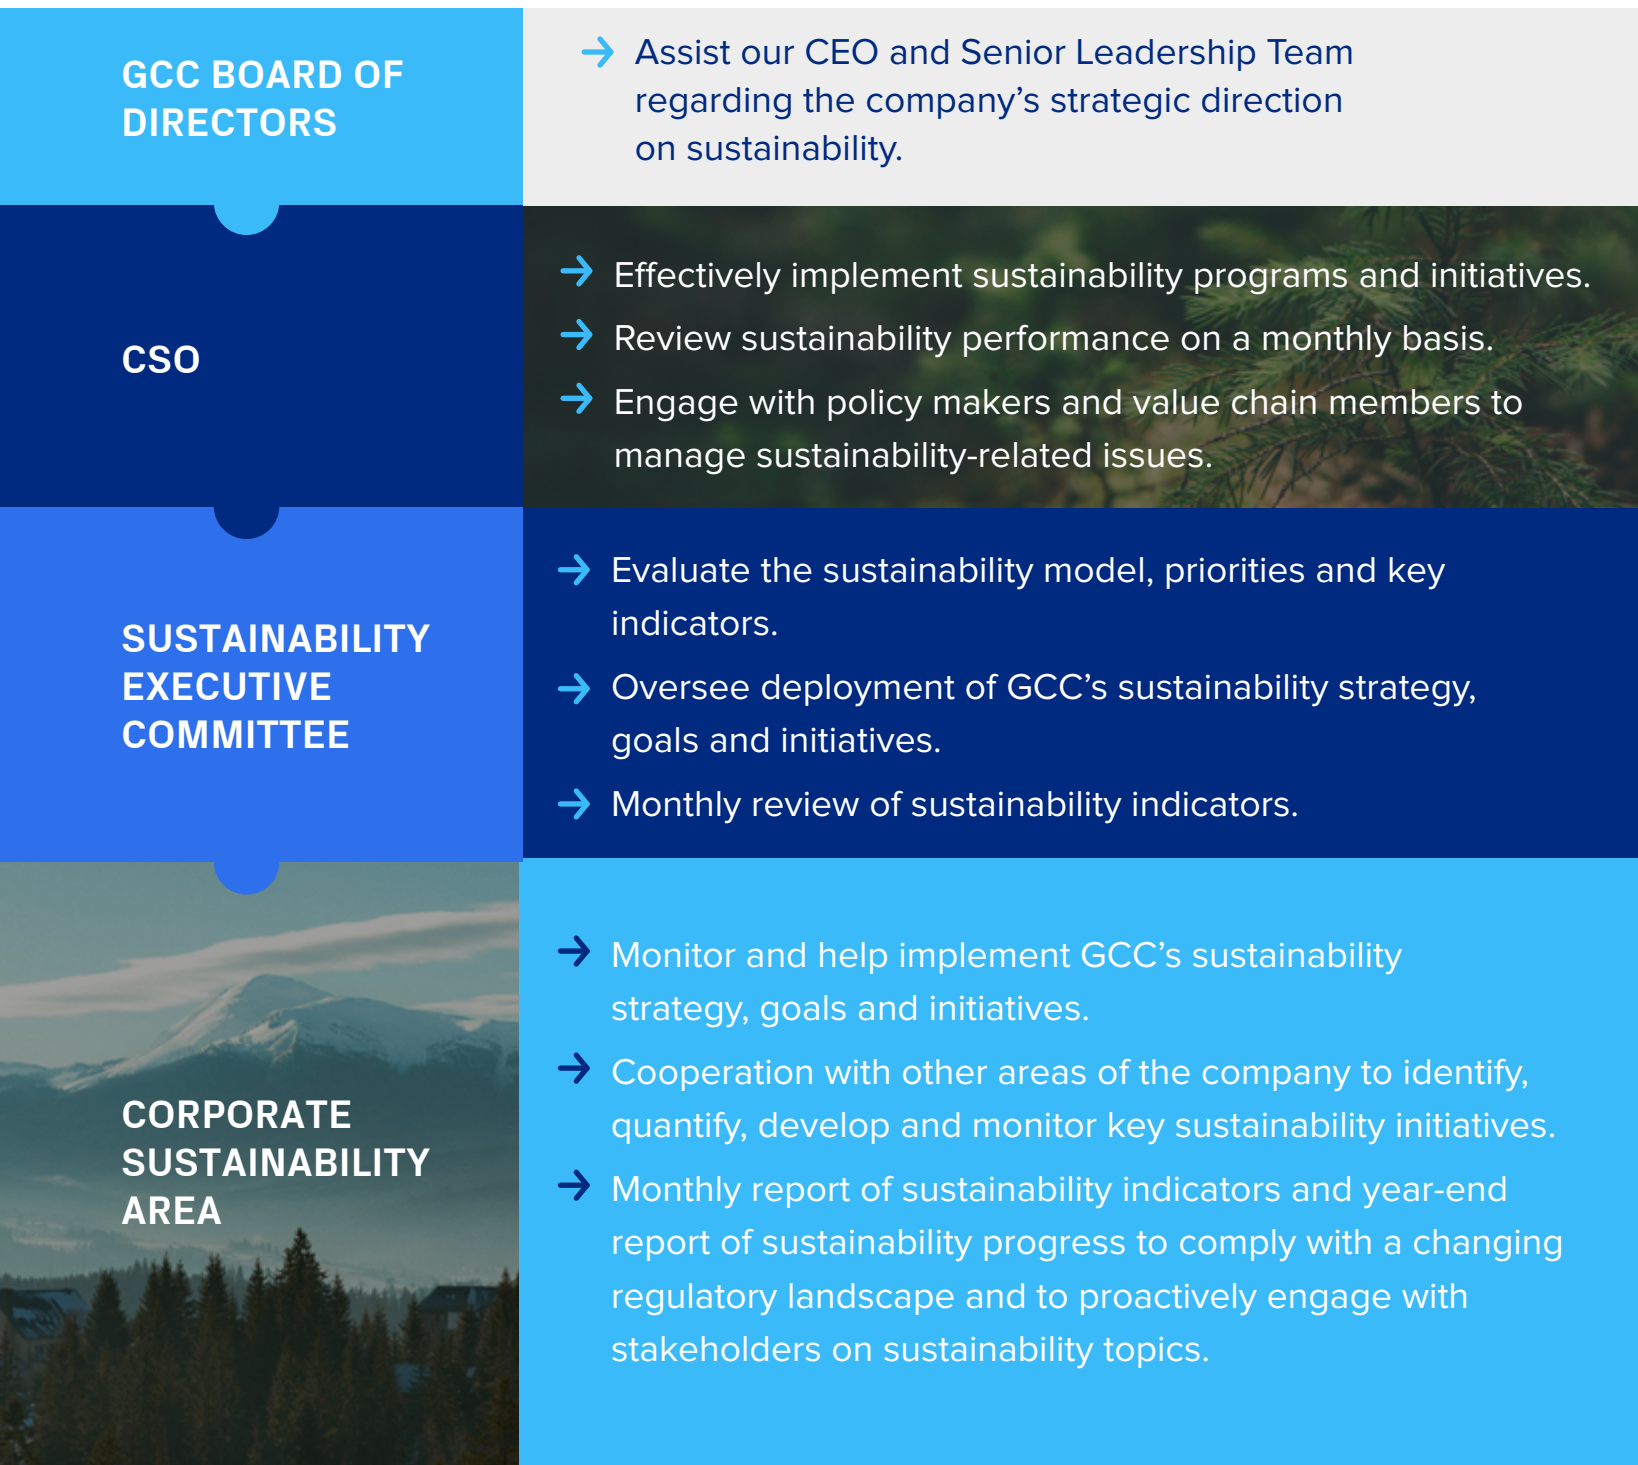 GCC BOARD OF
DIRECTORS
Assist our CEO and Senior Leadership Team
regarding the company’s strategic direction
on sustainability.
CSO
Effectively implement sustainability programs and initiatives.
Review sustainability performance on a monthly basis.
Engage with policy makers and value chain members to
manage sustainability-related issues.
SUSTAINABILITY
EXECUTIVE
COMMITTEE
Evaluate the sustainability model, priorities and key
indicators.
Oversee deployment of GCC’s sustainability strategy,
goals and initiatives.
Monthly review of sustainability indicators.
CORPORATE
SUSTAINABILITY
AREA
Monitor and help implement GCC’s sustainability
strategy, goals and initiatives.
Cooperation with other areas of the company to identify,
quantify, develop and monitor key sustainability initiatives.
Monthly report of sustainability indicators and year-end
report of sustainability progress to comply with a changing
regulatory landscape and to proactively engage with
stakeholders on sustainability topics.